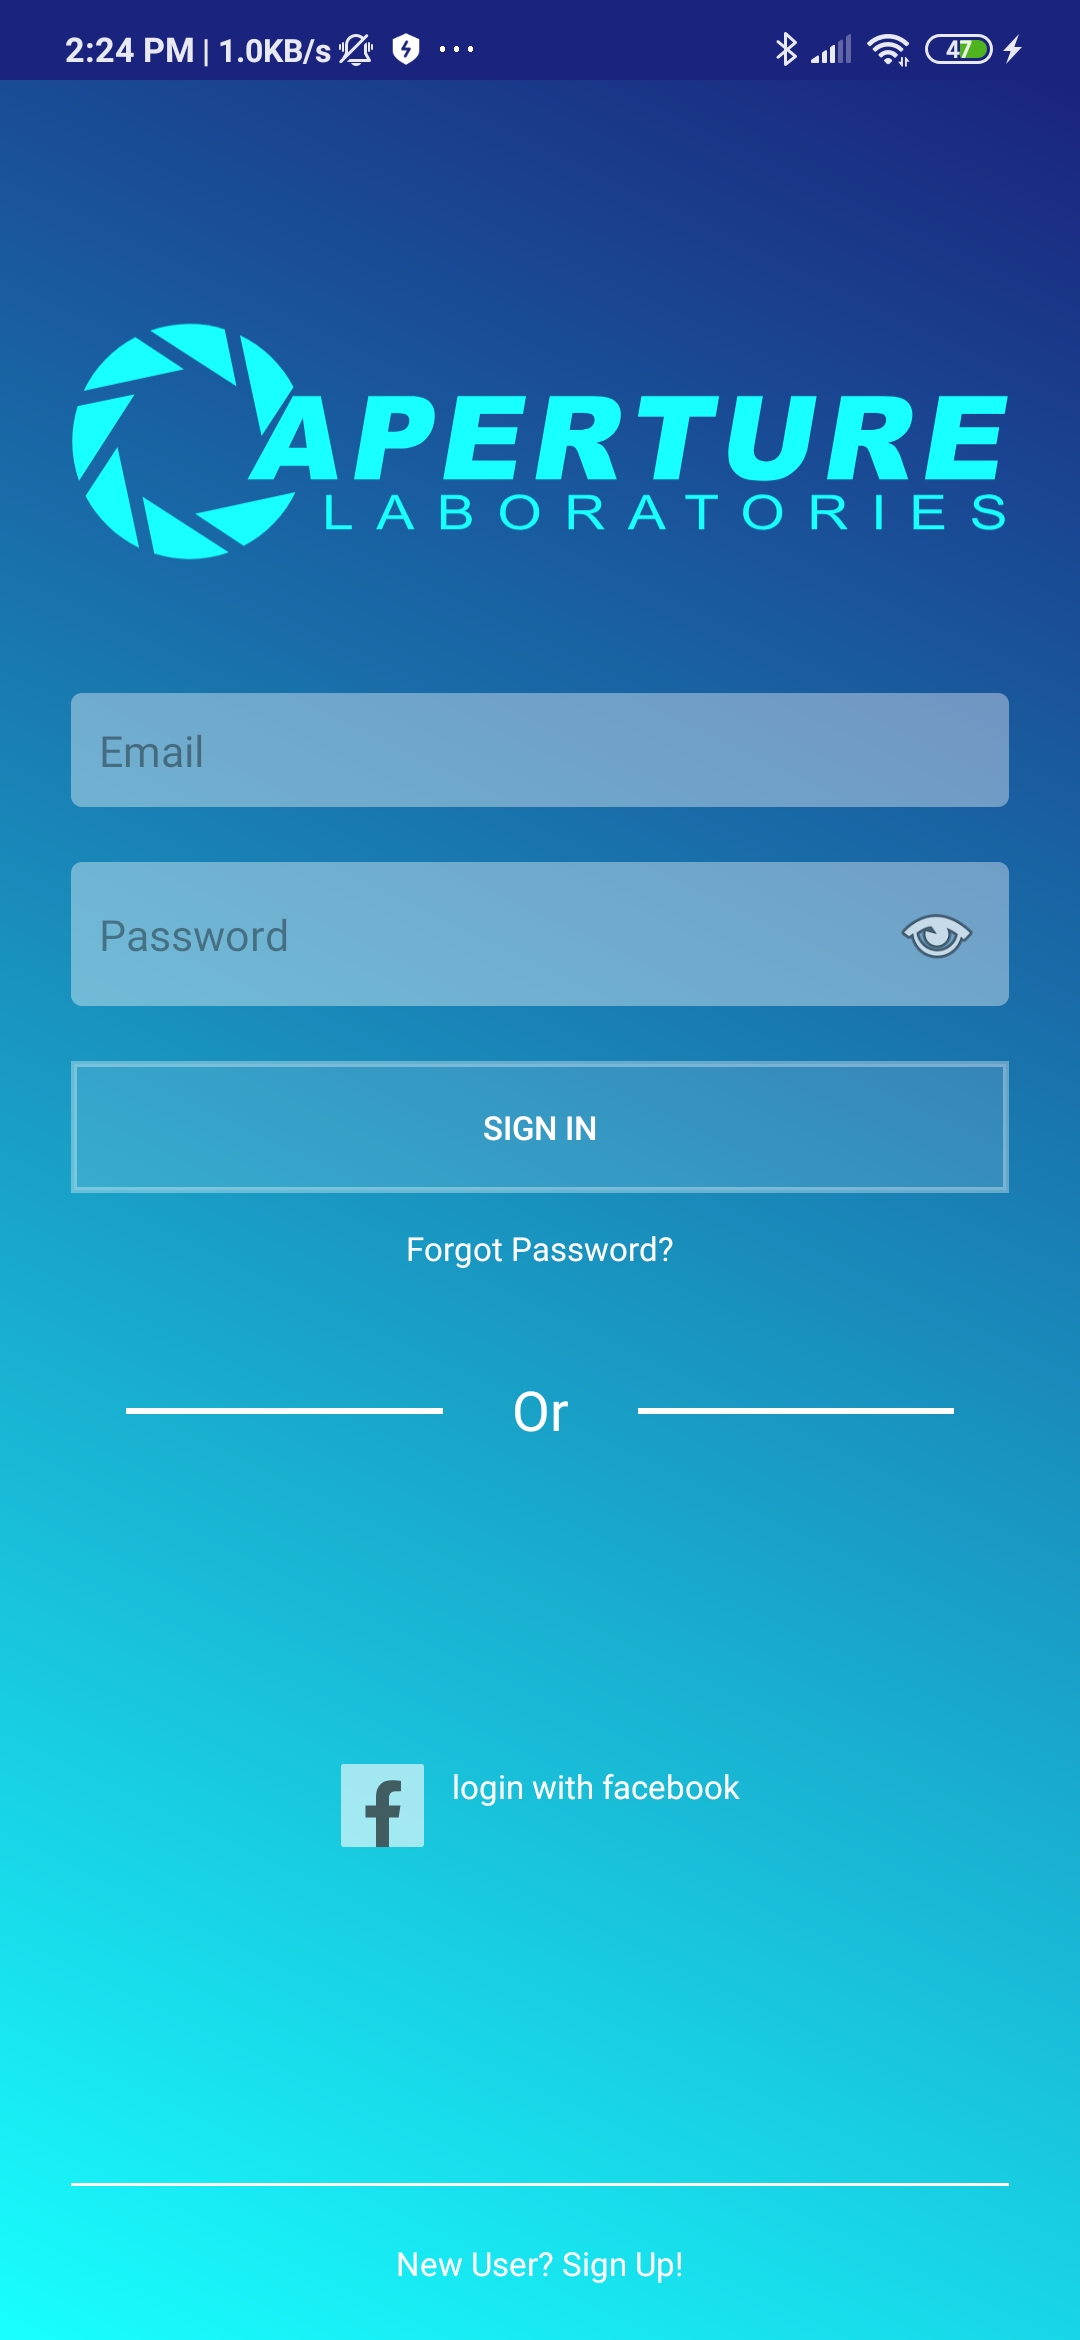 2:24 PM | 1.0KB/s ... 47
APERTURE
LABORATORIES
Email
Password
SIGN IN
Forgot Password?
Or
login with facebook
New User? Sign Up!